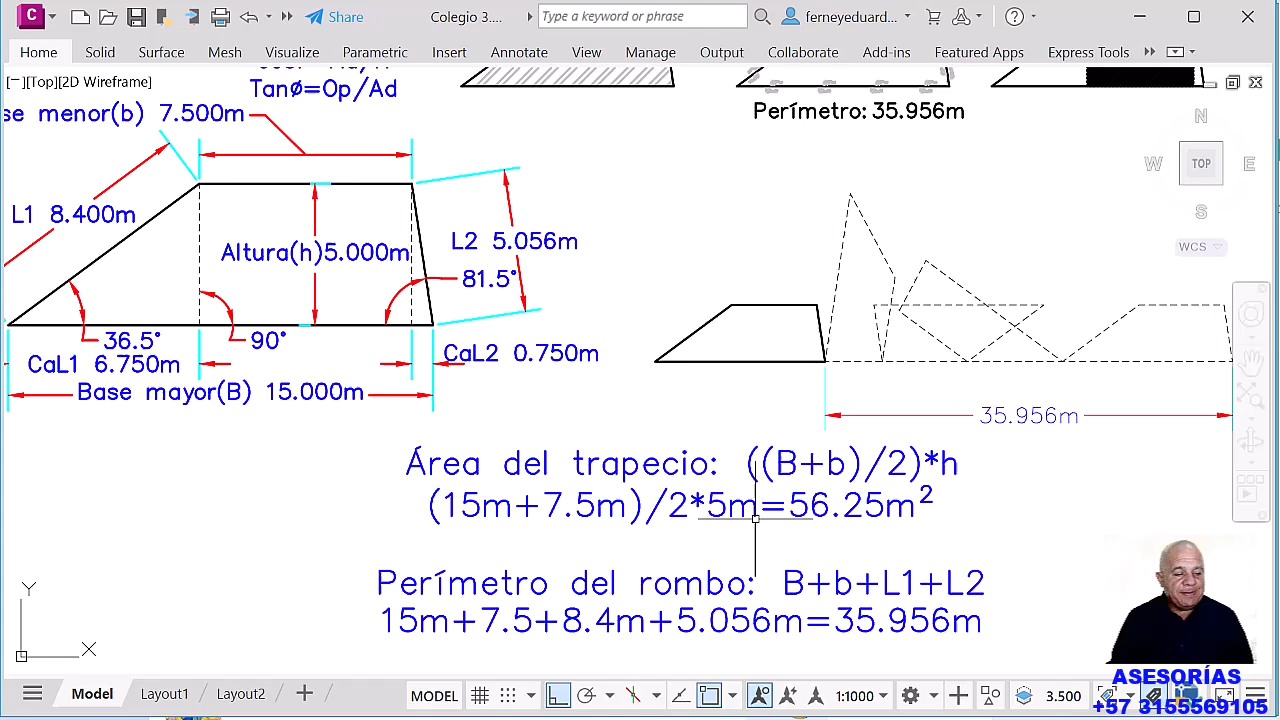 Share
Colegio 3....
Type a keyword or phrase
ferneyeduard...
Home Solid Surface Mesh Visualize Parametric Insert Annotate View Manage Output Collaborate Add-ins Featured Apps Express Tools
[−][Top][2D Wireframe]
Tanø=Op/Ad
Perímetro: 35.956m
se menor(b) 7.500m
L1 8.400m
Altura(h)5.000m
L2 5.056m
81.5°
36.5°
90°
CaL1 6.750m
CaL2 0.750m
Base mayor(B) 15.000m
N
W
TOP
E
S
WCS
35.956m
Área del trapecio: ((B+b)/2)*h
(15m+7.5m)/2*5m=56.25m²
Perímetro del rombo: B+b+L1+L2
15m+7.5+8.4m+5.056m=35.956m
Y
X
ASESORÍAS
+57 3155569105
Model Layout1 Layout2
MODEL
1:1000
3.500